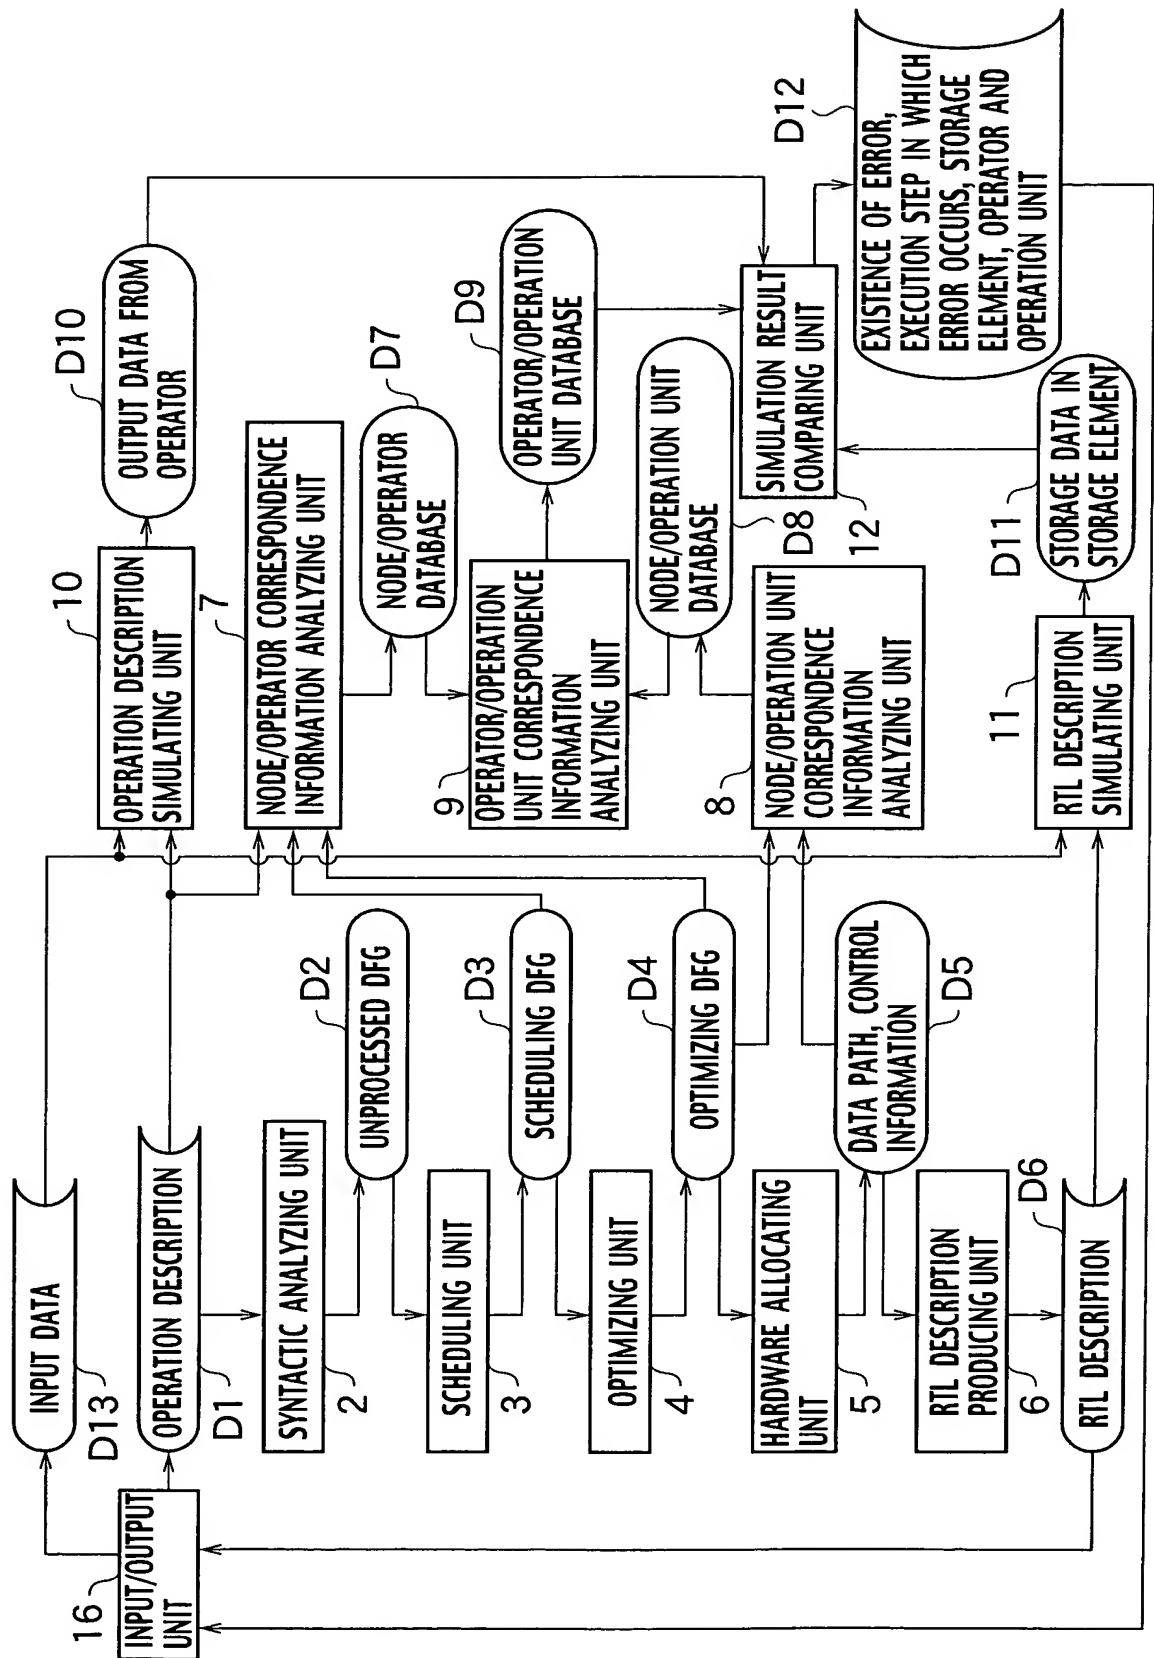 16
INPUT/OUTPUT
UNIT
INPUT DATA
D13
OPERATION DESCRIPTION
D1
SYNTACTIC ANALYZING UNIT
2
UNPROCESSED DFG
D2
SCHEDULING UNIT
3
SCHEDULING DFG
D3
OPTIMIZING UNIT
4
OPTIMIZING DFG
D4
HARDWARE ALLOCATING
UNIT
5
DATA PATH, CONTROL
INFORMATION
D5
RTL DESCRIPTION
PRODUCING UNIT
6
RTL DESCRIPTION
D6
10
OPERATION DESCRIPTION
SIMULATING UNIT
OUTPUT DATA FROM
OPERATOR
D10
7
NODE/OPERATOR CORRESPONDENCE
INFORMATION ANALYZING UNIT
NODE/OPERATOR
DATABASE
D7
9
OPERATOR/OPERATION
UNIT CORRESPONDENCE
INFORMATION
ANALYZING UNIT
OPERATOR/OPERATION
UNIT DATABASE
D9
NODE/OPERATION UNIT
DATABASE
D8
8
NODE/OPERATION UNIT
CORRESPONDENCE
INFORMATION
ANALYZING UNIT
SIMULATION RESULT
COMPARING UNIT
12
11
RTL DESCRIPTION
SIMULATING UNIT
D11
STORAGE DATA IN
STORAGE ELEMENT
D12
EXISTENCE OF ERROR,
EXECUTION STEP IN WHICH
ERROR OCCURS, STORAGE
ELEMENT, OPERATOR AND
OPERATION UNIT